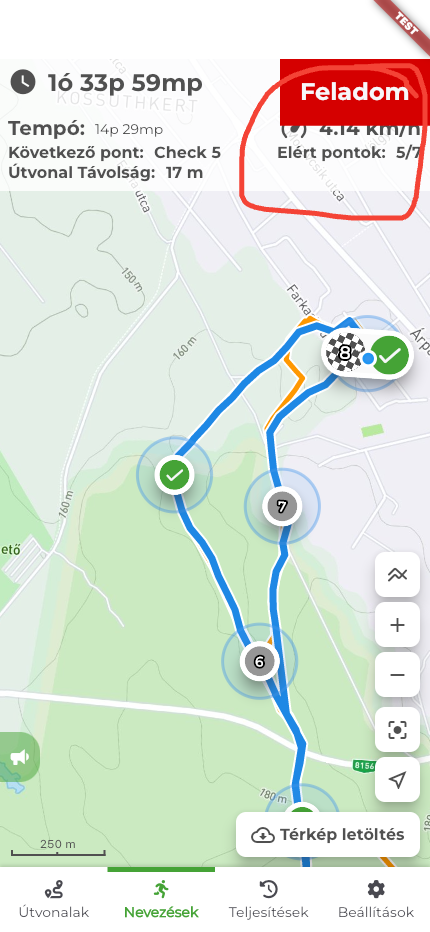 TEST
1ó 33p 59mp
Feladom
KOSSUTHKERT
Tempó: 14p 29mp
4.14 km/h
Következő pont: Check 5
Elért pontok: 5/7
Útvonal Távolság: 17 m
utca
utca
150 m
160 m
8
160 m
7
ető
6
8156
180 m
Térkép letöltés
250 m
Útvonalak
Nevezések
Teljesítések
Beállítások